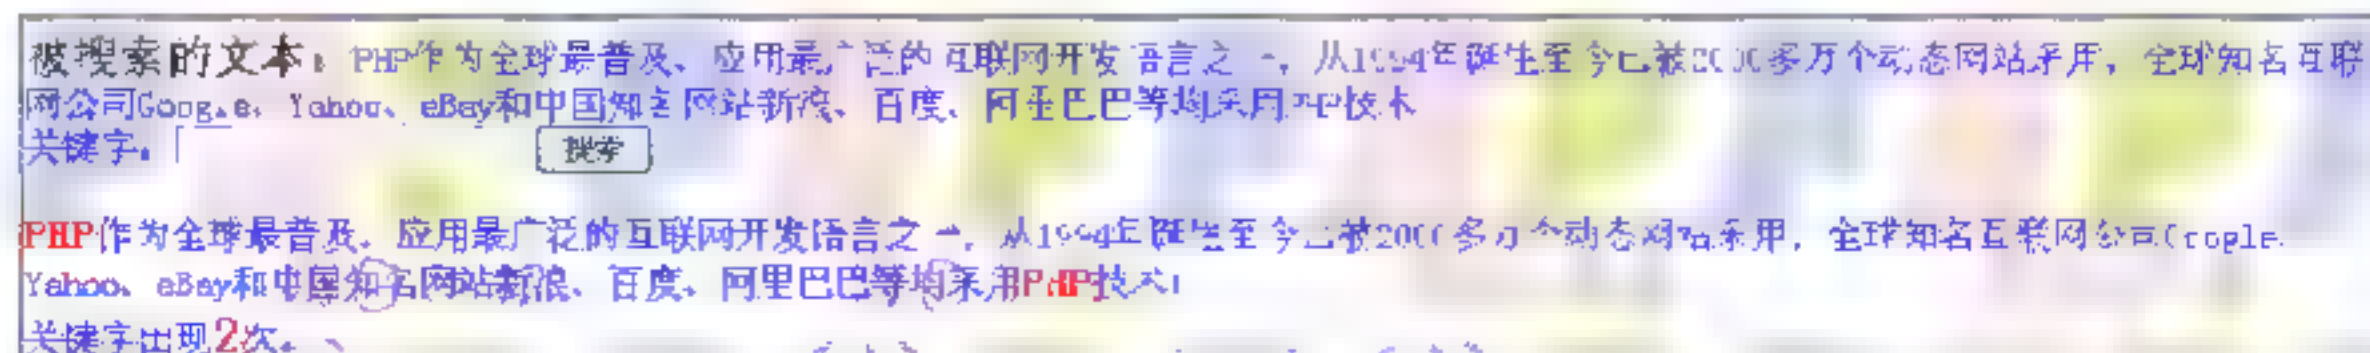 被搜索的文本：PHP作为全球最普及、应用最广泛的互联网开发语言之一，从1994年诞生至今已被2000多万个动态网站采用，全球知名互联
网公司Google、Yahoo、eBay和中国知名网站新浪、百度、阿里巴巴等均采用PHP技术
关键字：
搜索
PHP作为全球最普及、应用最广泛的互联网开发语言之一，从1994年诞生至今已被2000多万个动态网站采用，全球知名互联网公司Google、
Yahoo、eBay和中国知名网站新浪、百度、阿里巴巴等均采用PHP技术
关键字出现2次。